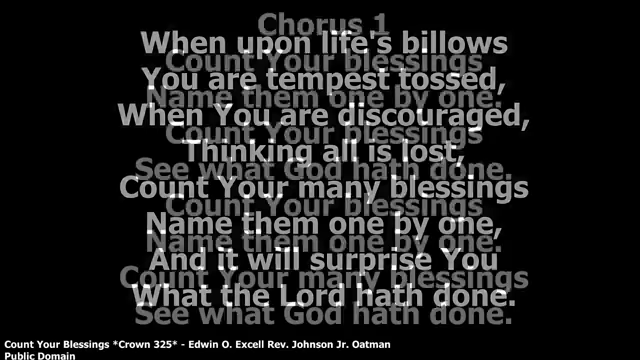 When upon life's billows
You are tempest tossed,
When You are discouraged,
Thinking all is lost,
Count Your many blessings
Name them one by one,
And it will surprise You
What the Lord hath done.
Chorus 1
Count Your blessings
Name them one by one.
Count Your blessings
See what God hath done.
Count Your blessings
Name them one by one.
Count Your many blessings
See what God hath done.
Count Your Blessings *Crown 325* - Edwin O. Excell Rev. Johnson Jr. Oatman
Public Domain